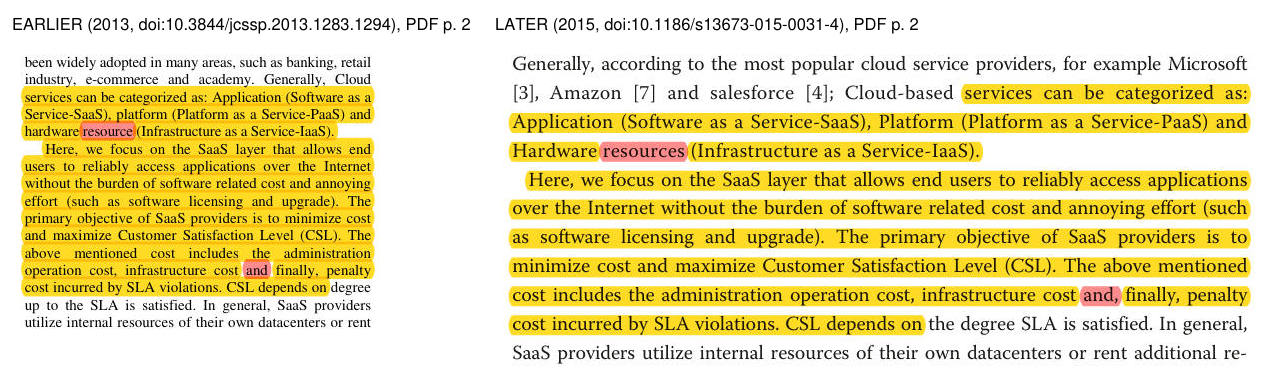 EARLIER (2013, doi:10.3844/jcssp.2013.1283.1294), PDF p. 2
been widely adopted in many areas, such as banking, retail
industry, e-commerce and academy. Generally, Cloud
services can be categorized as: Application (Software as a
Service-SaaS), platform (Platform as a Service-PaaS) and
hardware resource (Infrastructure as a Service-IaaS).
Here, we focus on the SaaS layer that allows end
users to reliably access applications over the Internet
without the burden of software related cost and annoying
effort (such as software licensing and upgrade). The
primary objective of SaaS providers is to minimize cost
and maximize Customer Satisfaction Level (CSL). The
above mentioned cost includes the administration
operation cost, infrastructure cost and finally, penalty
cost incurred by SLA violations. CSL depends on degree
up to the SLA is satisfied. In general, SaaS providers
utilize internal resources of their own datacenters or rent
LATER (2015, doi:10.1186/s13673-015-0031-4), PDF p. 2
Generally, according to the most popular cloud service providers, for example Microsoft
[3], Amazon [7] and salesforce [4]; Cloud-based services can be categorized as:
Application (Software as a Service-SaaS), Platform (Platform as a Service-PaaS) and
Hardware resources (Infrastructure as a Service-IaaS).
Here, we focus on the SaaS layer that allows end users to reliably access applications
over the Internet without the burden of software related cost and annoying effort (such
as software licensing and upgrade). The primary objective of SaaS providers is to
minimize cost and maximize Customer Satisfaction Level (CSL). The above mentioned
cost includes the administration operation cost, infrastructure cost and, finally, penalty
cost incurred by SLA violations. CSL depends on the degree SLA is satisfied. In general,
SaaS providers utilize internal resources of their own datacenters or rent additional re-